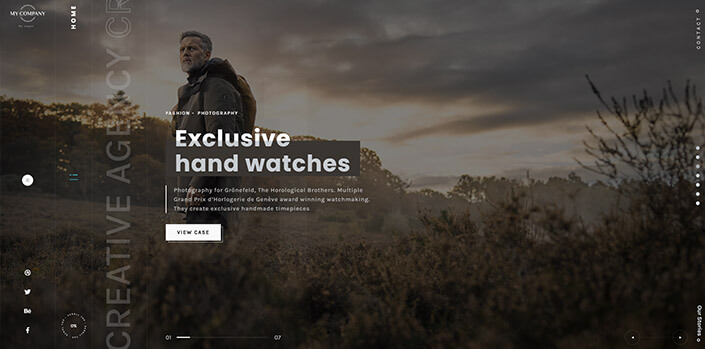 MY COMPANY
HOME
CONTACT
CREATIVE AGENCY CR
FASHION - PHOTOGRAPHY
Exclusive
hand watches
Photography for Grönefeld, The Horological Brothers. Multiple
Grand Prix d'Horlogerie de Genève award winning watchmaking.
They create exclusive handmade timepieces
VIEW CASE
Bē
01
07
Our Stories